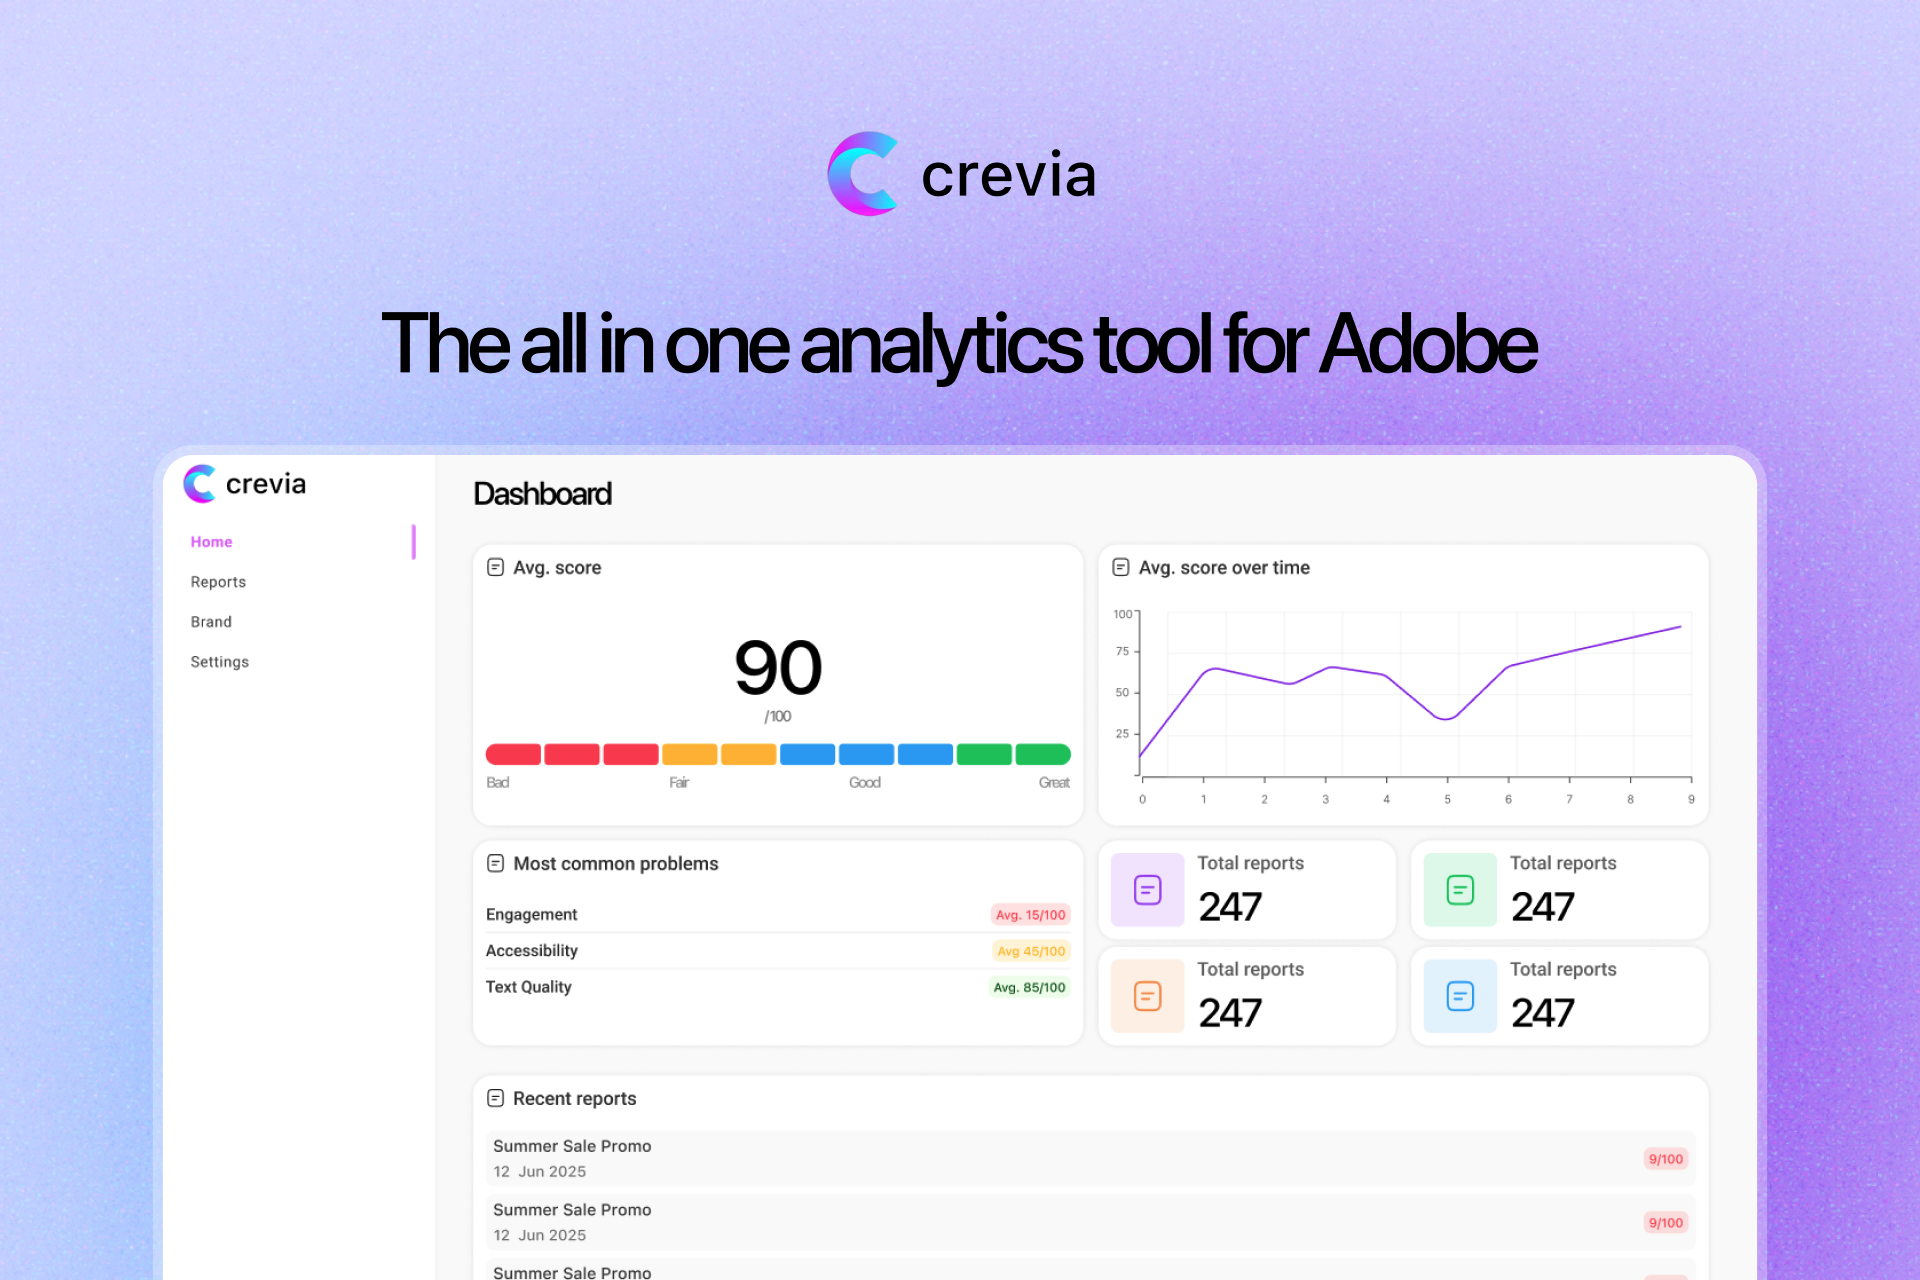 crevia
The all in one analytics tool for Adobe
crevia
Home
Reports
Brand
Settings
Dashboard
Avg. score
90
/100
Bad Fair Good Great
Avg. score over time
100
75
50
25
0 1 2 3 4 5 6 7 8 9
Most common problems
Engagement Avg. 15/100
Accessibility Avg 45/100
Text Quality Avg. 85/100
Total reports
247
Total reports
247
Total reports
247
Total reports
247
Recent reports
Summer Sale Promo
12 Jun 2025
9/100
Summer Sale Promo
12 Jun 2025
9/100
Summer Sale Promo